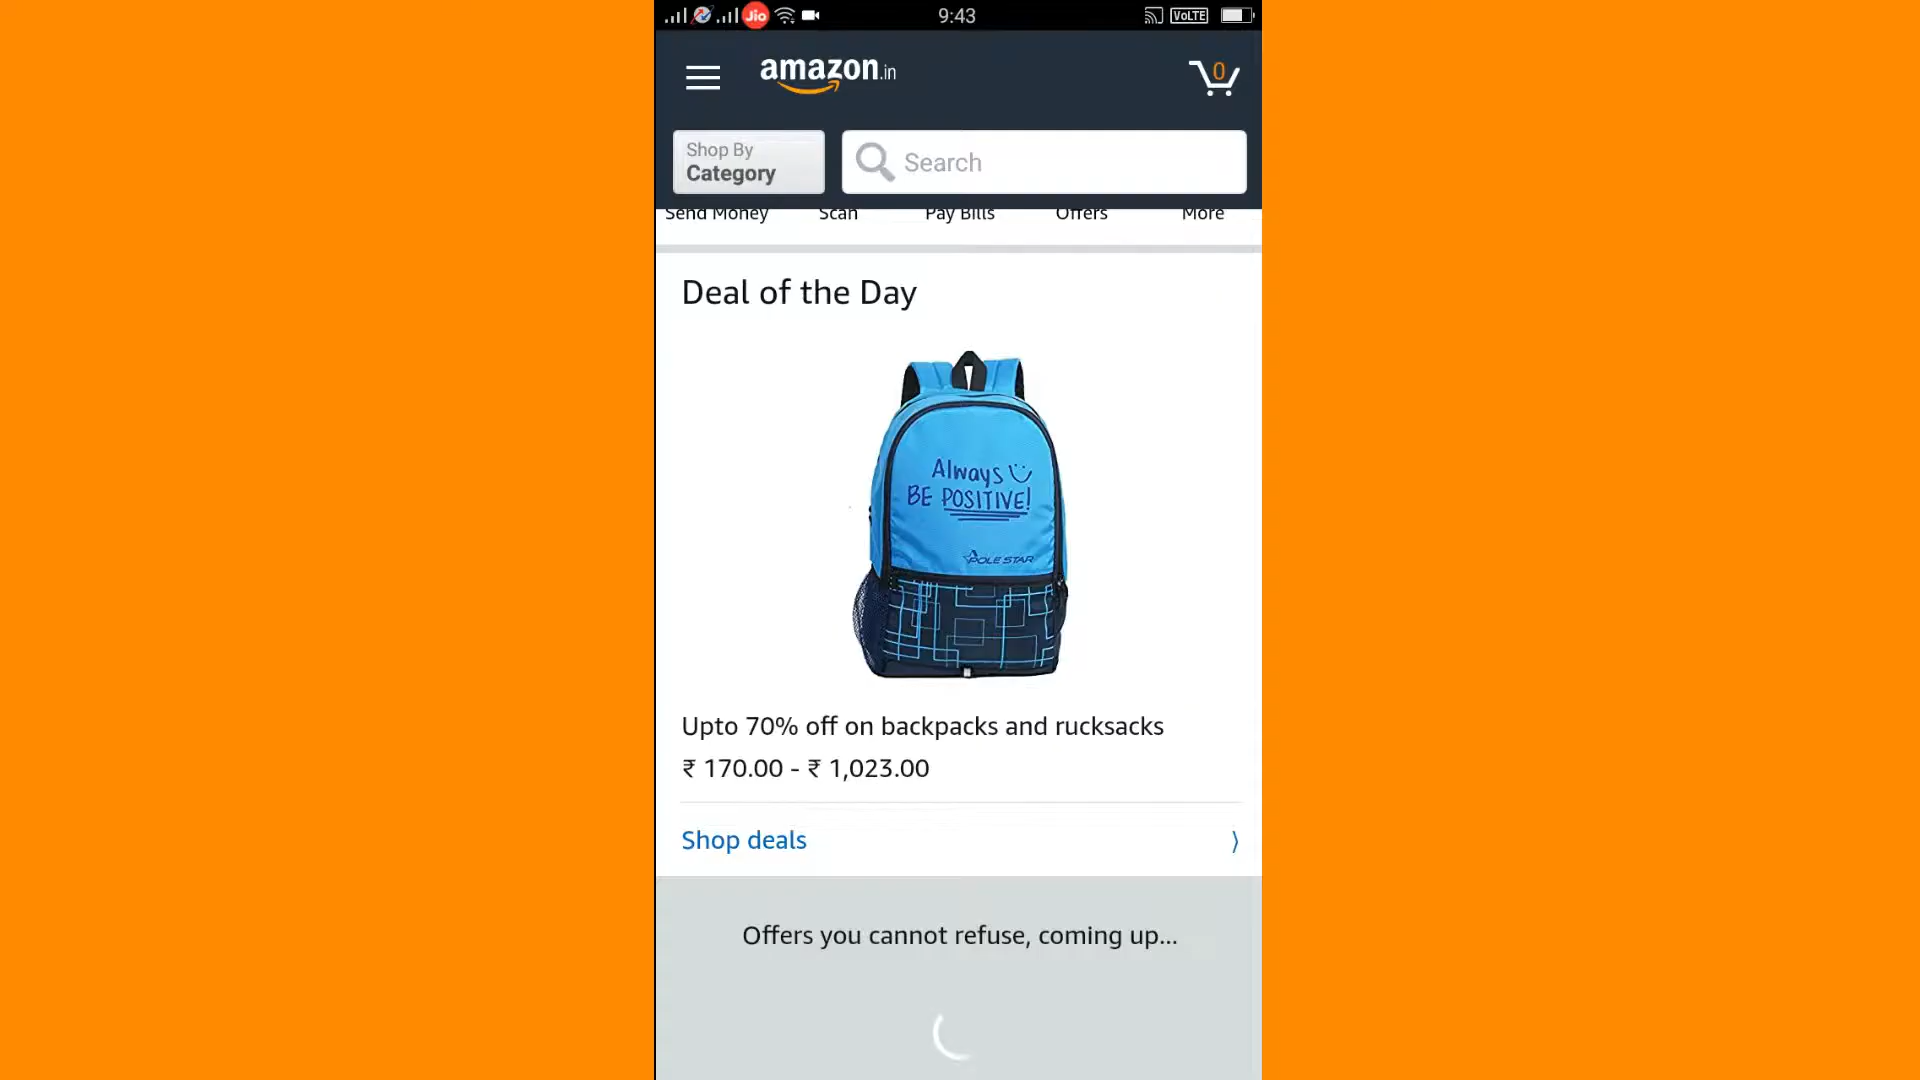 Jio
9:43
VoLTE
amazon.in
0
Shop By
Category
Search
Send Money Scan Pay Bills Offers More
Deal of the Day
Always
BE POSITIVE!
POLE STAR
Upto 70% off on backpacks and rucksacks
₹ 170.00 - ₹ 1,023.00
Shop deals
Offers you cannot refuse, coming up...